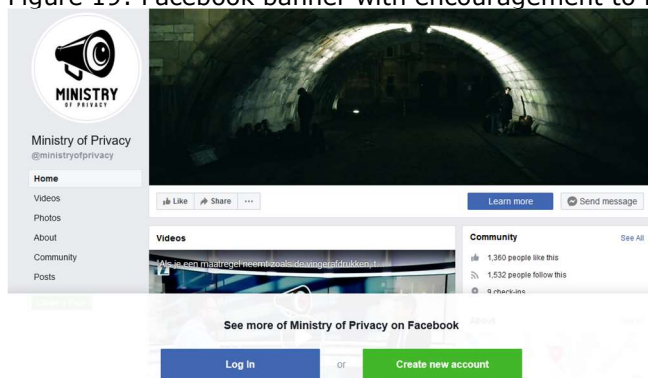 Figure 19: Facebook banner with encouragement to
MINISTRY
OF PRIVACY
Ministry of Privacy
@ministryofprivacy
Home
Videos
Photos
About
Community
Posts
Like Share ...
Learn more
Send message
Videos
'Als je een maatregel neemt zoals de vingerafdrukken, t
Community
See All
1,360 people like this
1,532 people follow this
9 check-ins
About
See more of Ministry of Privacy on Facebook
Log In
or
Create new account